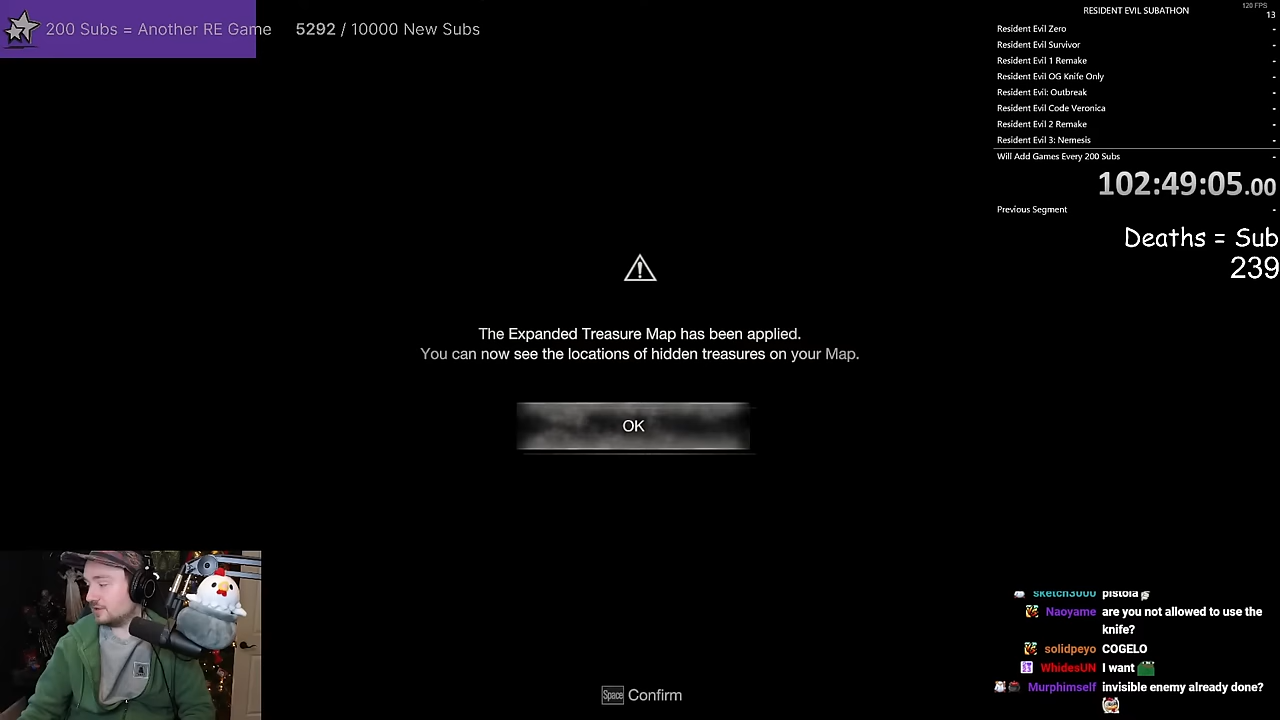 200 Subs = Another RE Game 5292 / 10000 New Subs
120 FPS
RESIDENT EVIL SUBATHON
13
Resident Evil Zero -
Resident Evil Survivor -
Resident Evil 1 Remake -
Resident Evil OG Knife Only -
Resident Evil: Outbreak -
Resident Evil Code Veronica -
Resident Evil 2 Remake -
Resident Evil 3: Nemesis -
Will Add Games Every 200 Subs -
102:49:05.00
Previous Segment -
Deaths = Sub
239
The Expanded Treasure Map has been applied.
You can now see the locations of hidden treasures on your Map.
OK
sketch3000 pistola
Naoyame are you not allowed to use the
knife?
solidpeyo COGELO
WhidesUN I want
Murphimself invisible enemy already done?
Space Confirm